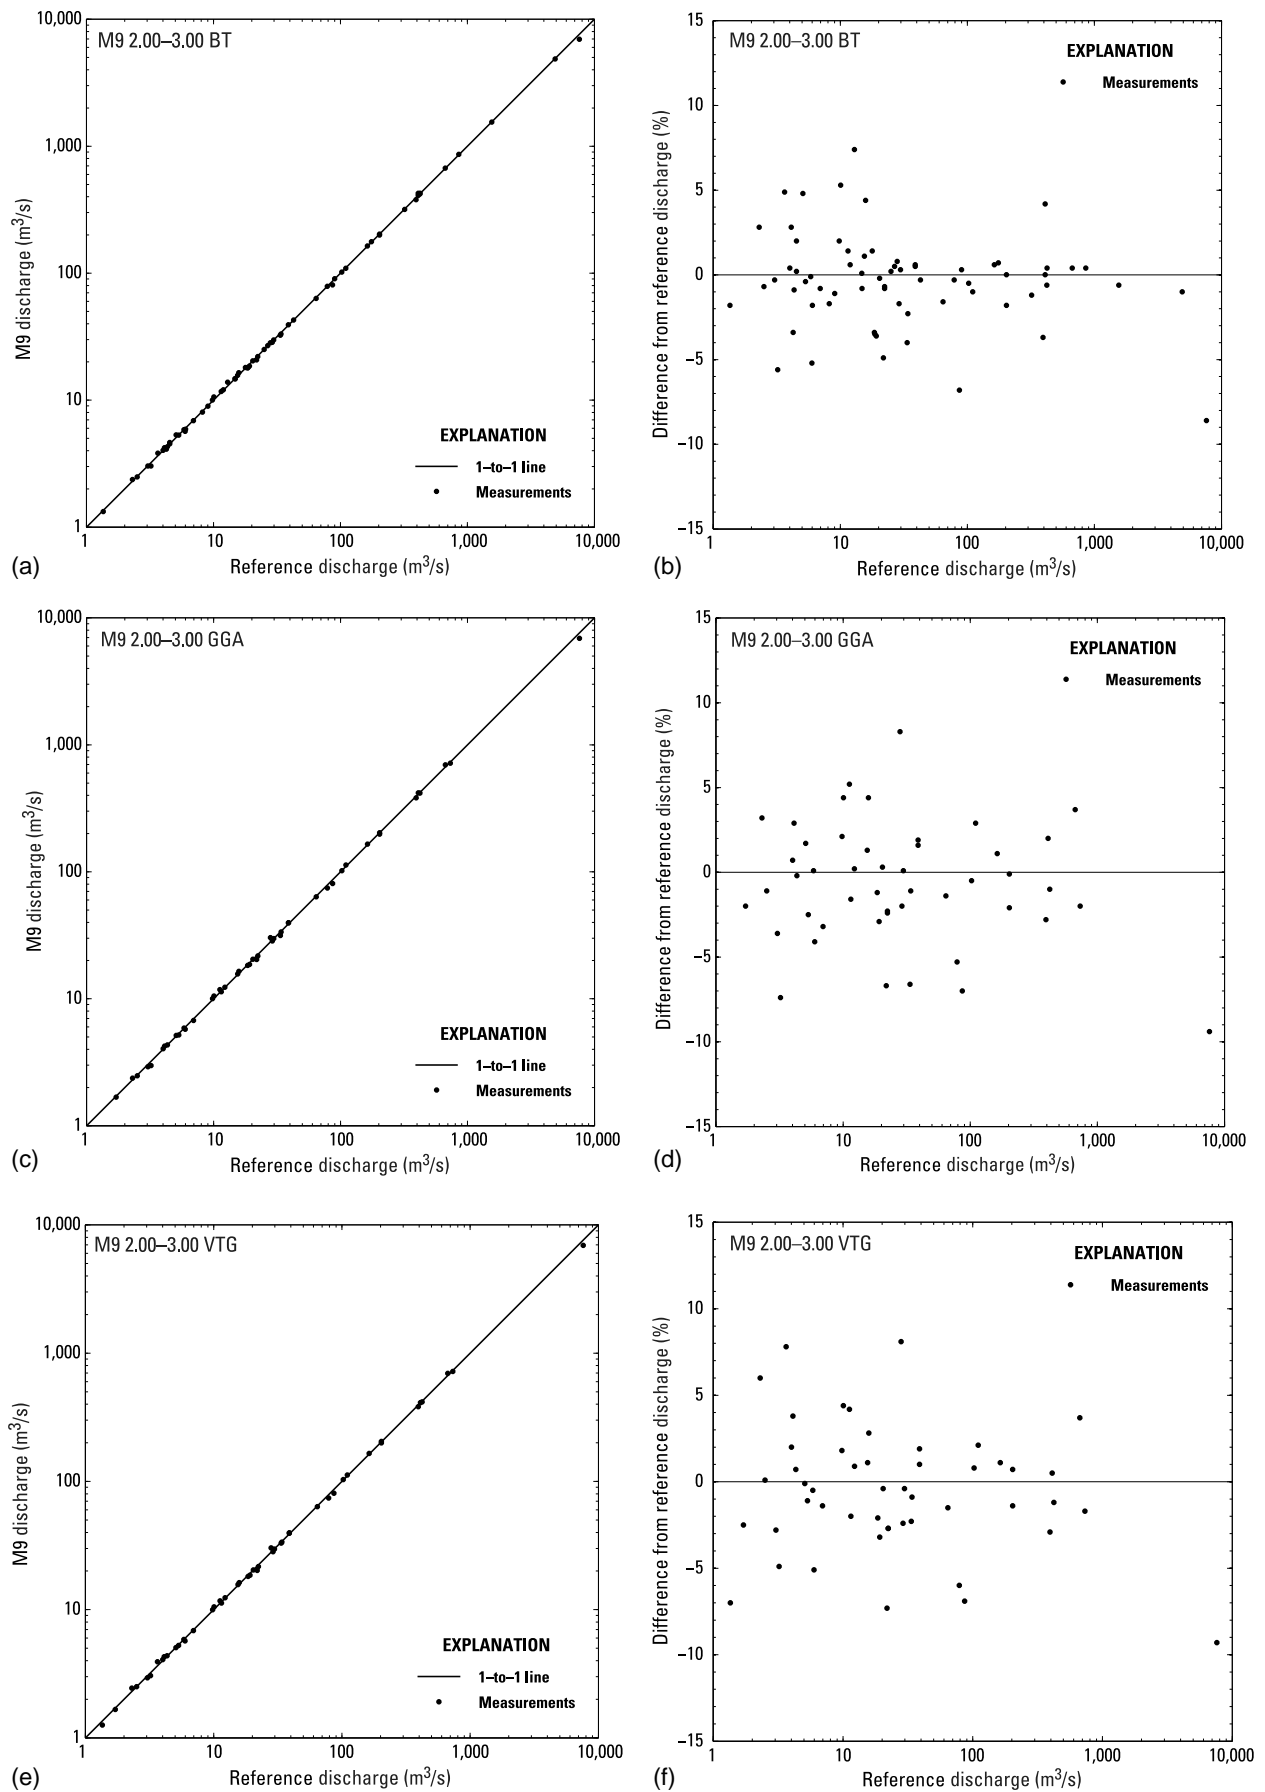 M9 2.00–3.00 BT
10,000
1,000
100
10
1
M9 discharge (m³/s)
EXPLANATION
1–to–1 line
Measurements
1 10 100 1,000 10,000
Reference discharge (m³/s)
(a)
M9 2.00–3.00 BT
EXPLANATION
Measurements
15
10
5
0
−5
−10
−15
Difference from reference discharge (%)
1 10 100 1,000 10,000
Reference discharge (m³/s)
(b)
M9 2.00–3.00 GGA
10,000
1,000
100
10
1
M9 discharge (m³/s)
EXPLANATION
1–to–1 line
Measurements
1 10 100 1,000 10,000
Reference discharge (m³/s)
(c)
M9 2.00–3.00 GGA
EXPLANATION
Measurements
15
10
5
0
−5
−10
−15
Difference from reference discharge (%)
1 10 100 1,000 10,000
Reference discharge (m³/s)
(d)
M9 2.00–3.00 VTG
10,000
1,000
100
10
1
M9 discharge (m³/s)
EXPLANATION
1–to–1 line
Measurements
1 10 100 1,000 10,000
Reference discharge (m³/s)
(e)
M9 2.00–3.00 VTG
EXPLANATION
Measurements
15
10
5
0
−5
−10
−15
Difference from reference discharge (%)
1 10 100 1,000 10,000
Reference discharge (m³/s)
(f)